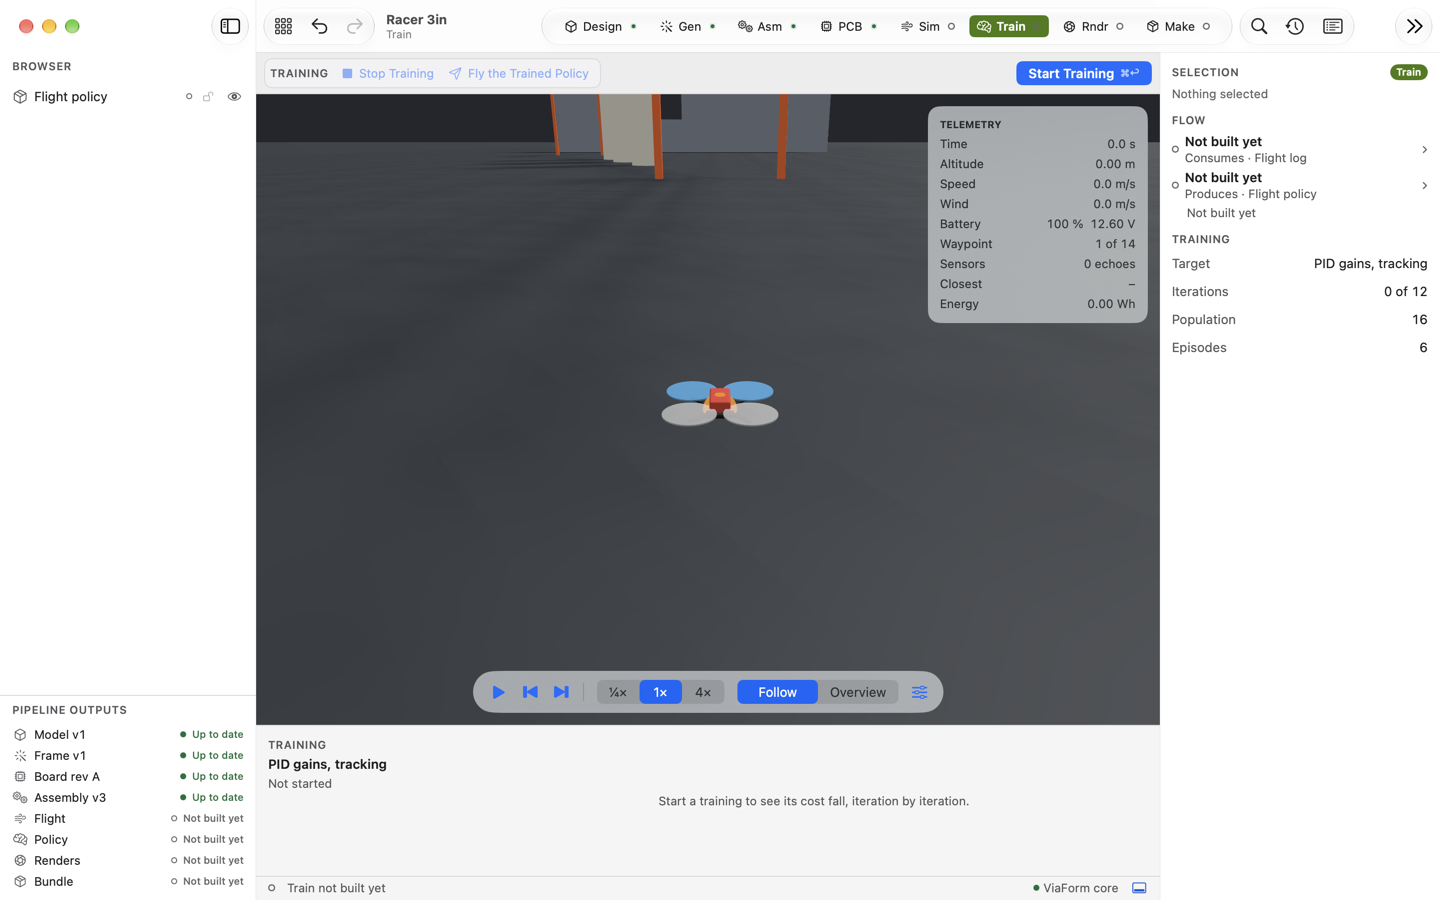 Racer 3in
Train
Design
Gen
Asm
PCB
Sim
Train
Rndr
Make
BROWSER
Flight policy
TRAINING
Stop Training
Fly the Trained Policy
Start Training ⌘↩
TELEMETRY
Time 0.0 s
Altitude 0.00 m
Speed 0.0 m/s
Wind 0.0 m/s
Battery 100 % 12.60 V
Waypoint 1 of 14
Sensors 0 echoes
Closest –
Energy 0.00 Wh
SELECTION Train
Nothing selected
FLOW
Not built yet
Consumes · Flight log
Not built yet
Produces · Flight policy
Not built yet
TRAINING
Target PID gains, tracking
Iterations 0 of 12
Population 16
Episodes 6
¼× 1× 4× Follow Overview
PIPELINE OUTPUTS
Model v1 Up to date
Frame v1 Up to date
Board rev A Up to date
Assembly v3 Up to date
Flight Not built yet
Policy Not built yet
Renders Not built yet
Bundle Not built yet
TRAINING
PID gains, tracking
Not started
Start a training to see its cost fall, iteration by iteration.
Train not built yet
ViaForm core